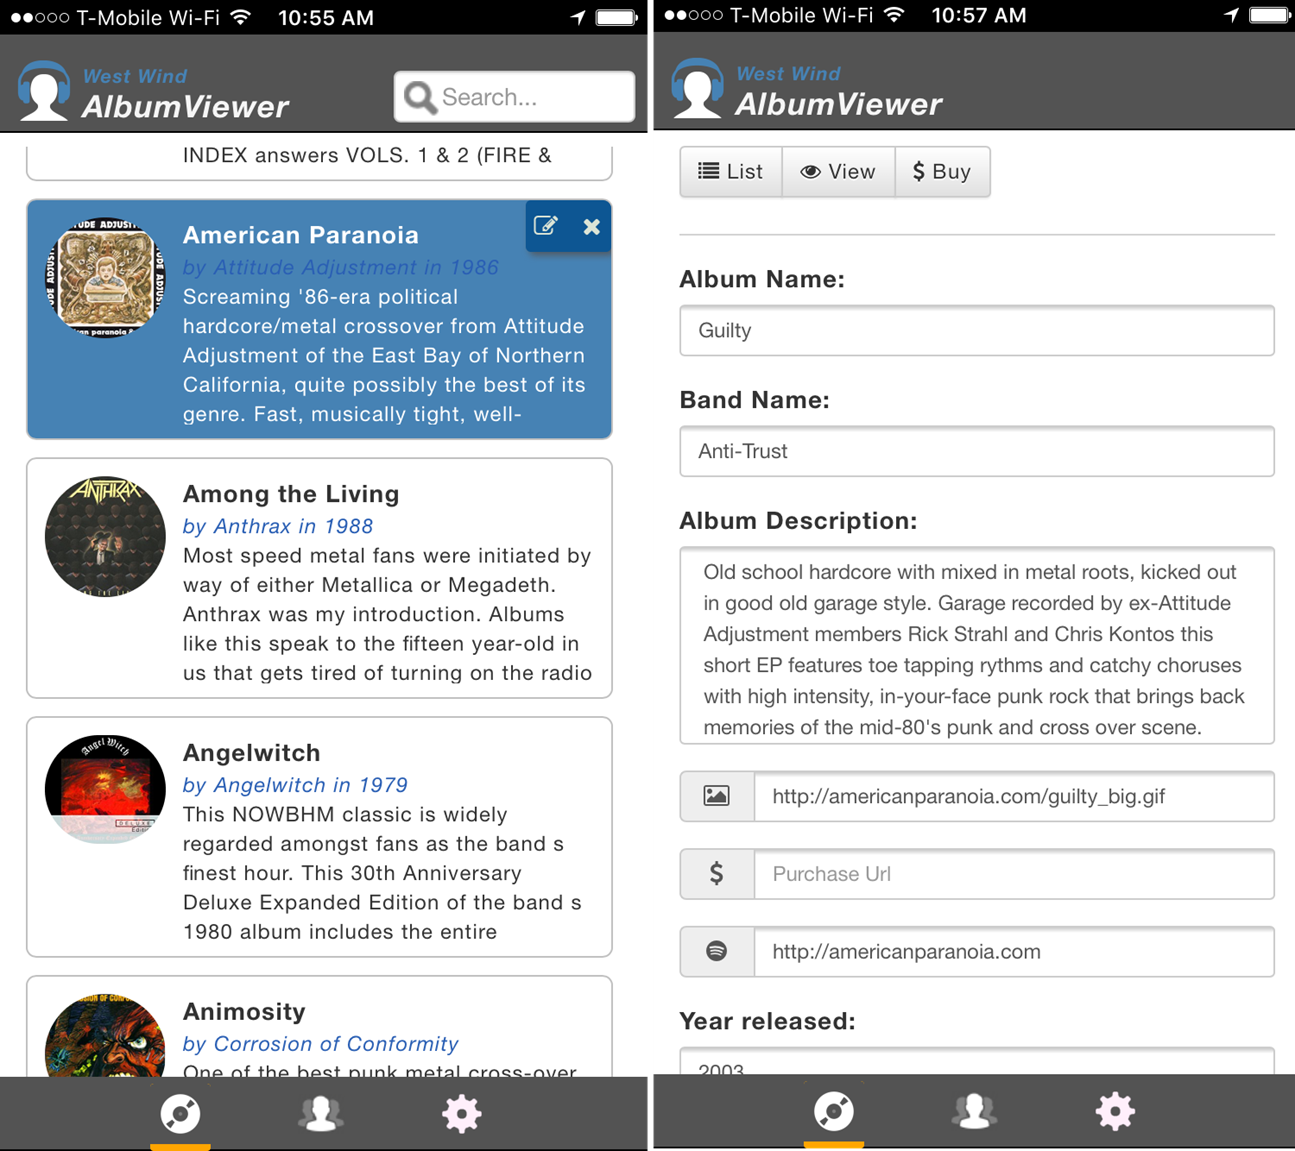 T-Mobile Wi-Fi 10:55 AM
West Wind
AlbumViewer
Search...
INDEX answers VOLS. 1 & 2 (FIRE &
American Paranoia
by Attitude Adjustment in 1986
Screaming '86-era political
hardcore/metal crossover from Attitude
Adjustment of the East Bay of Northern
California, quite possibly the best of its
genre. Fast, musically tight, well-
ANTHRAX
Among the Living
by Anthrax in 1988
Most speed metal fans were initiated by
way of either Metallica or Megadeth.
Anthrax was my introduction. Albums
like this speak to the fifteen year-old in
us that gets tired of turning on the radio
Angel Witch
DELUXE
Angelwitch
by Angelwitch in 1979
This NOWBHM classic is widely
regarded amongst fans as the band s
finest hour. This 30th Anniversary
Deluxe Expanded Edition of the band s
1980 album includes the entire
Animosity
by Corrosion of Conformity
One of the best punk metal cross-over
T-Mobile Wi-Fi 10:57 AM
West Wind
AlbumViewer
List View $ Buy
Album Name:
Guilty
Band Name:
Anti-Trust
Album Description:
Old school hardcore with mixed in metal roots, kicked out
in good old garage style. Garage recorded by ex-Attitude
Adjustment members Rick Strahl and Chris Kontos this
short EP features toe tapping rythms and catchy choruses
with high intensity, in-your-face punk rock that brings back
memories of the mid-80's punk and cross over scene.
http://americanparanoia.com/guilty_big.gif
$ Purchase Url
http://americanparanoia.com
Year released:
2003